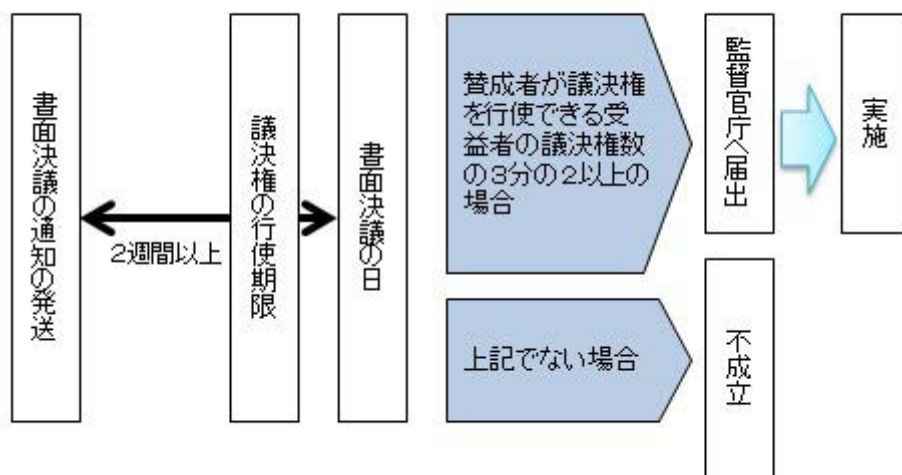 書面決議の通知の発送
2週間以上
議決権の行使期限
書面決議の日
賛成者が議決権
を行使できる受
益者の議決権数
の3分の2以上の
場合
監督官庁へ届出
実施
上記でない場合
不成立